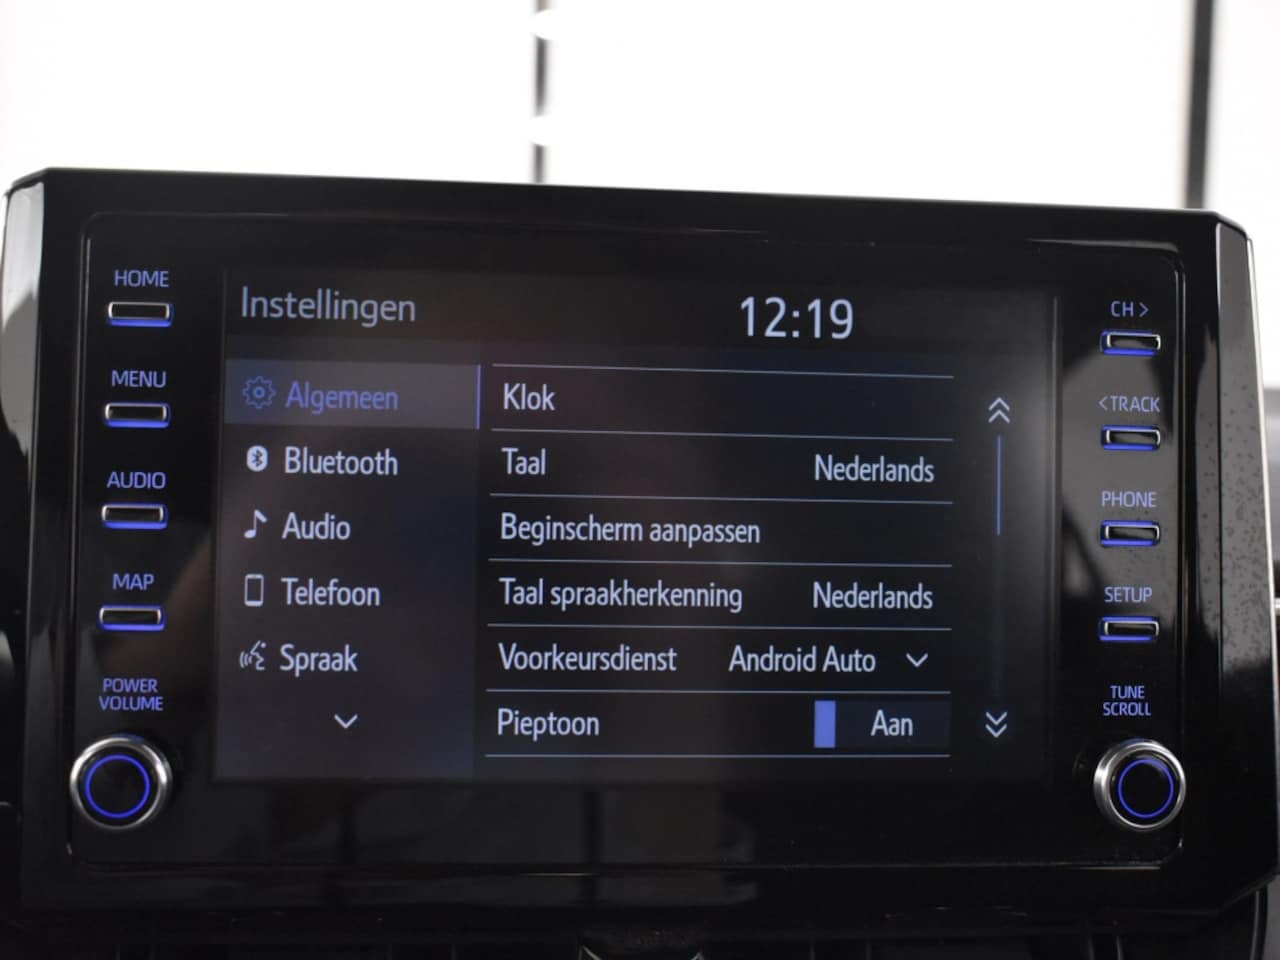 HOME
MENU
AUDIO
MAP
POWER
VOLUME
Instellingen
12:19
Algemeen
Bluetooth
Audio
Telefoon
Spraak
Klok
Taal Nederlands
Beginscherm aanpassen
Taal spraakherkenning Nederlands
Voorkeursdienst Android Auto
Pieptoon Aan
CH >
< TRACK
PHONE
SETUP
TUNE
SCROLL